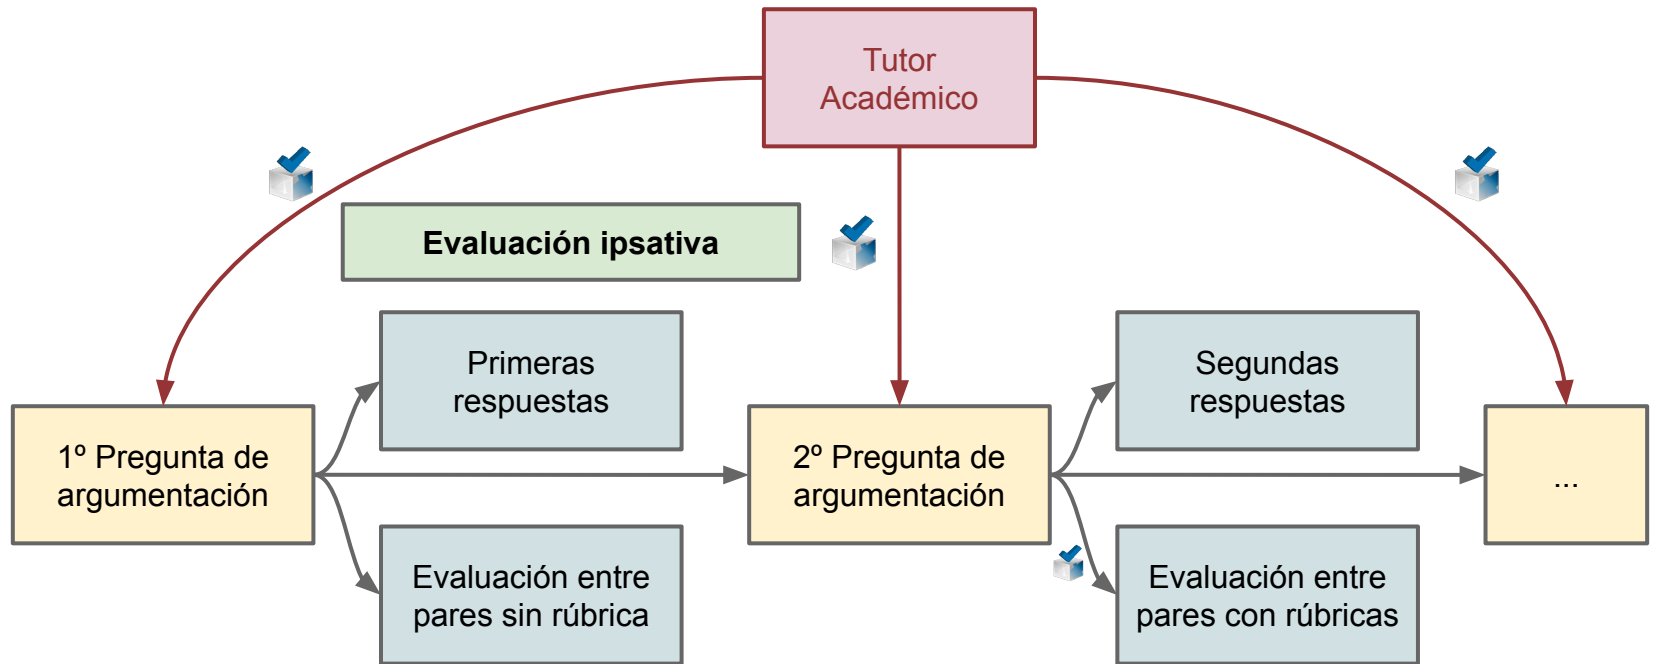 Tutor
Académico
Evaluación ipsativa
Primeras
respuestas
Segundas
respuestas
1º Pregunta de
argumentación
2º Pregunta de
argumentación
...
Evaluación entre
pares sin rúbrica
Evaluación entre
pares con rúbricas